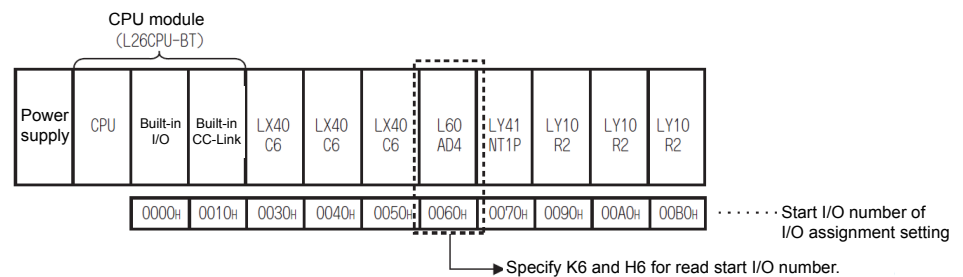 CPU module
(L26CPU-BT)
Power supply
CPU
Built-in I/O
Built-in CC-Link
LX40 C6
LX40 C6
LX40 C6
L60 AD4
LY41 NT1P
LY10 R2
LY10 R2
LY10 R2
0000H 0010H 0030H 0040H 0050H 0060H 0070H 0090H 00A0H 00B0H
Start I/O number of
I/O assignment setting
Specify K6 and H6 for read start I/O number.